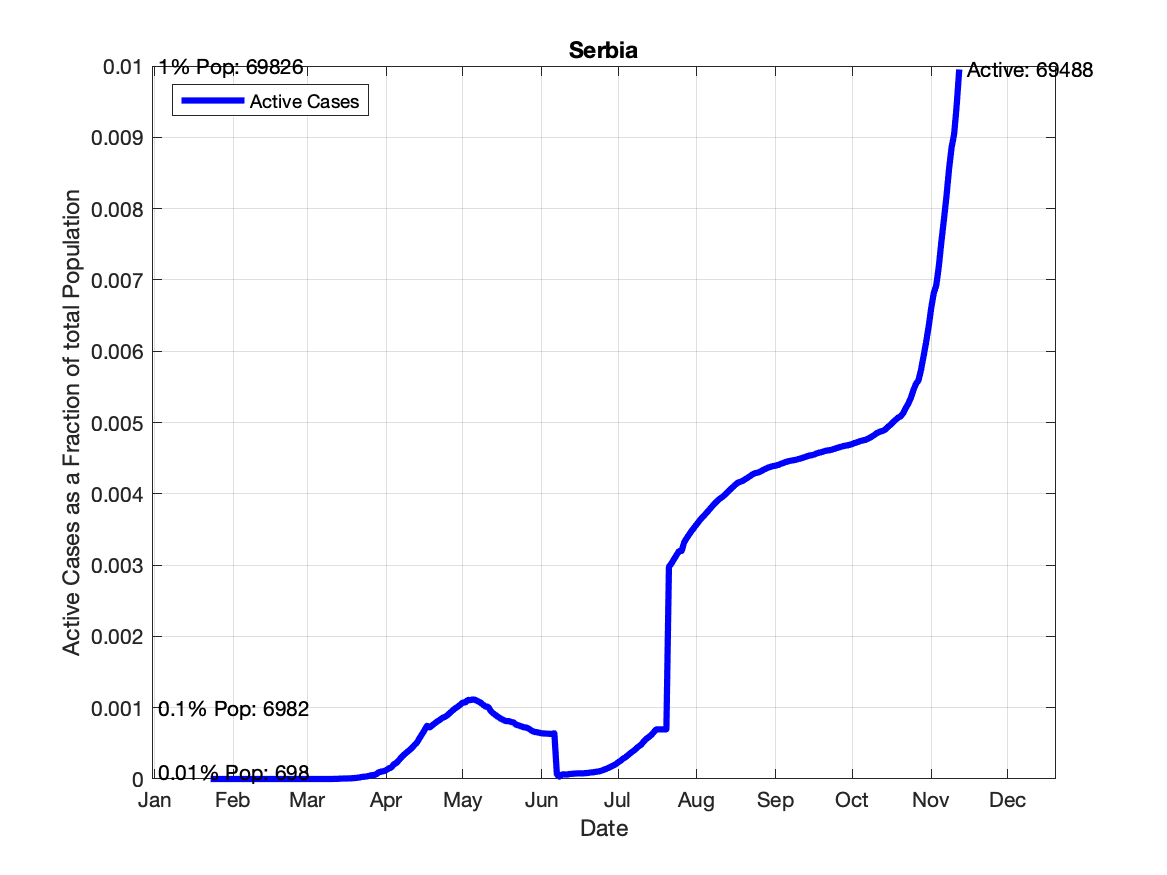 Serbia
0.01
1% Pop: 69826
Active: 69488
Active Cases
0.009
0.008
0.007
0.006
0.005
0.004
0.003
0.002
0.001
0.1% Pop: 6982
0
0.01% Pop: 698
Active Cases as a Fraction of total Population
Jan Feb Mar Apr May Jun Jul Aug Sep Oct Nov Dec
Date